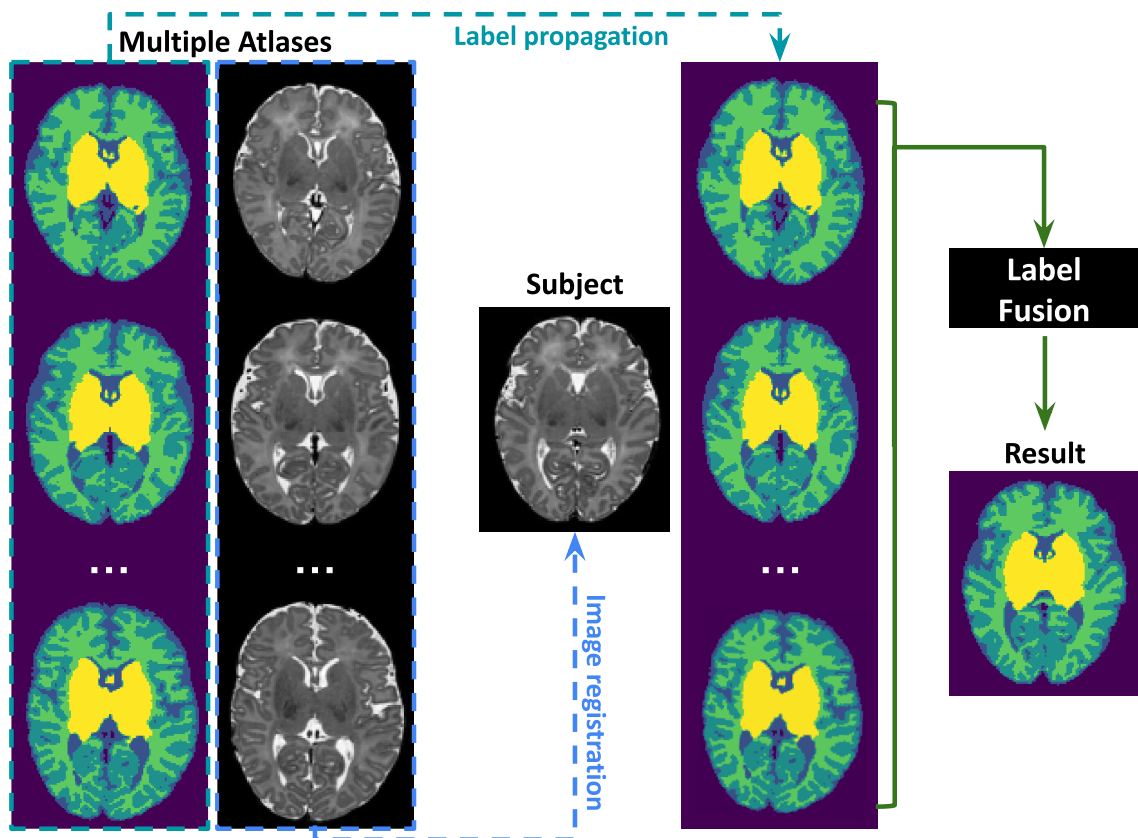 Multiple Atlases
Label propagation
Subject
Label
Fusion
Result
...
...
...
Image registration